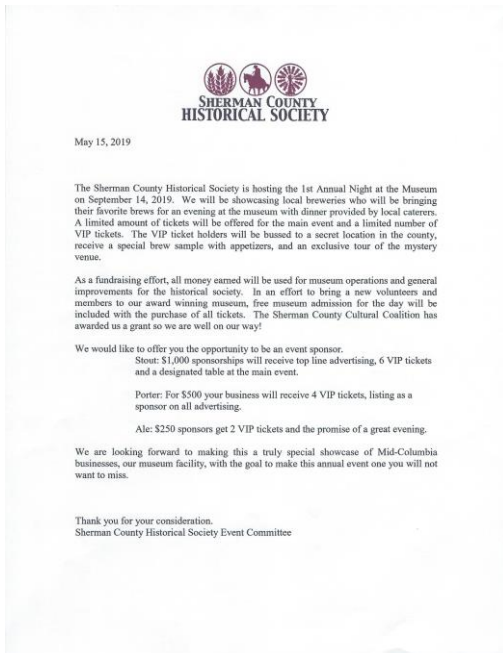 SHERMAN COUNTY
HISTORICAL SOCIETY
May 15, 2019
The Sherman County Historical Society is hosting the 1st Annual Night at the Museum
on September 14, 2019. We will be showcasing local breweries who will be bringing
their favorite brews for an evening at the museum with dinner provided by local caterers.
A limited amount of tickets will be offered for the main event and a limited number of
VIP tickets. The VIP ticket holders will be bussed to a secret location in the county,
receive a special brew sample with appetizers, and an exclusive tour of the mystery
venue.
As a fundraising effort, all money earned will be used for museum operations and general
improvements for the historical society. In an effort to bring a new volunteers and
members to our award winning museum, free museum admission for the day will be
included with the purchase of all tickets. The Sherman County Cultural Coalition has
awarded us a grant so we are well on our way!
We would like to offer you the opportunity to be an event sponsor.
Stout: $1,000 sponsorships will receive top line advertising, 6 VIP tickets
and a designated table at the main event.
Porter: For $500 your business will receive 4 VIP tickets, listing as a
sponsor on all advertising.
Ale: $250 sponsors get 2 VIP tickets and the promise of a great evening.
We are looking forward to making this a truly special showcase of Mid-Columbia
businesses, our museum facility, with the goal to make this annual event one you will not
want to miss.
Thank you for your consideration.
Sherman County Historical Society Event Committee